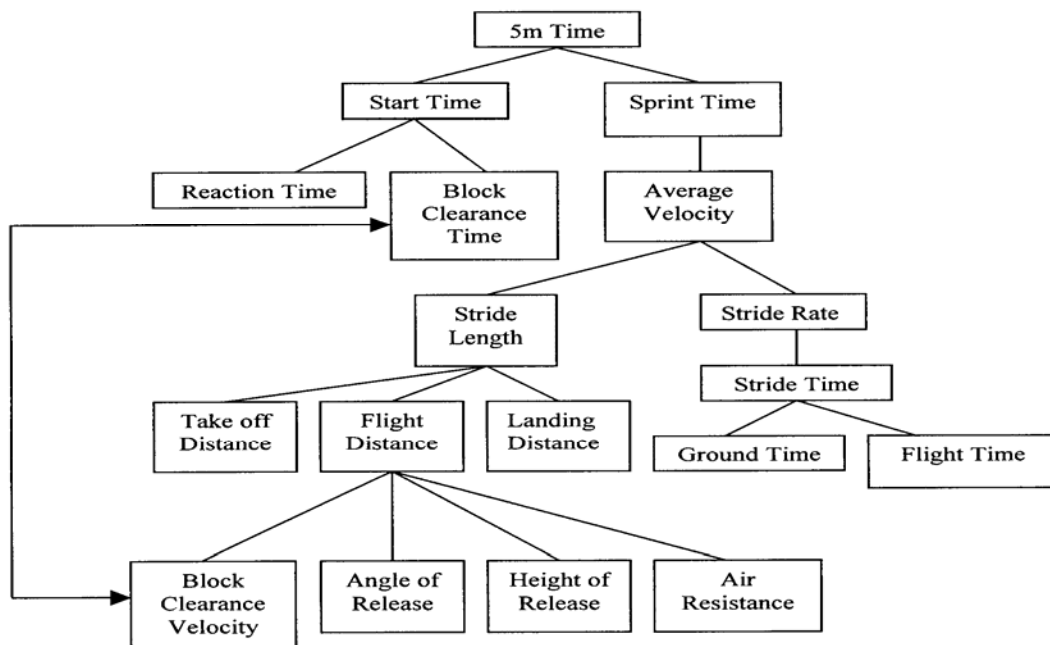 5m Time
Start Time
Sprint Time
Reaction Time
Block
Clearance
Time
Average
Velocity
Stride
Length
Stride Rate
Stride Time
Take off
Distance
Flight
Distance
Landing
Distance
Ground Time
Flight Time
Block
Clearance
Velocity
Angle of
Release
Height of
Release
Air
Resistance